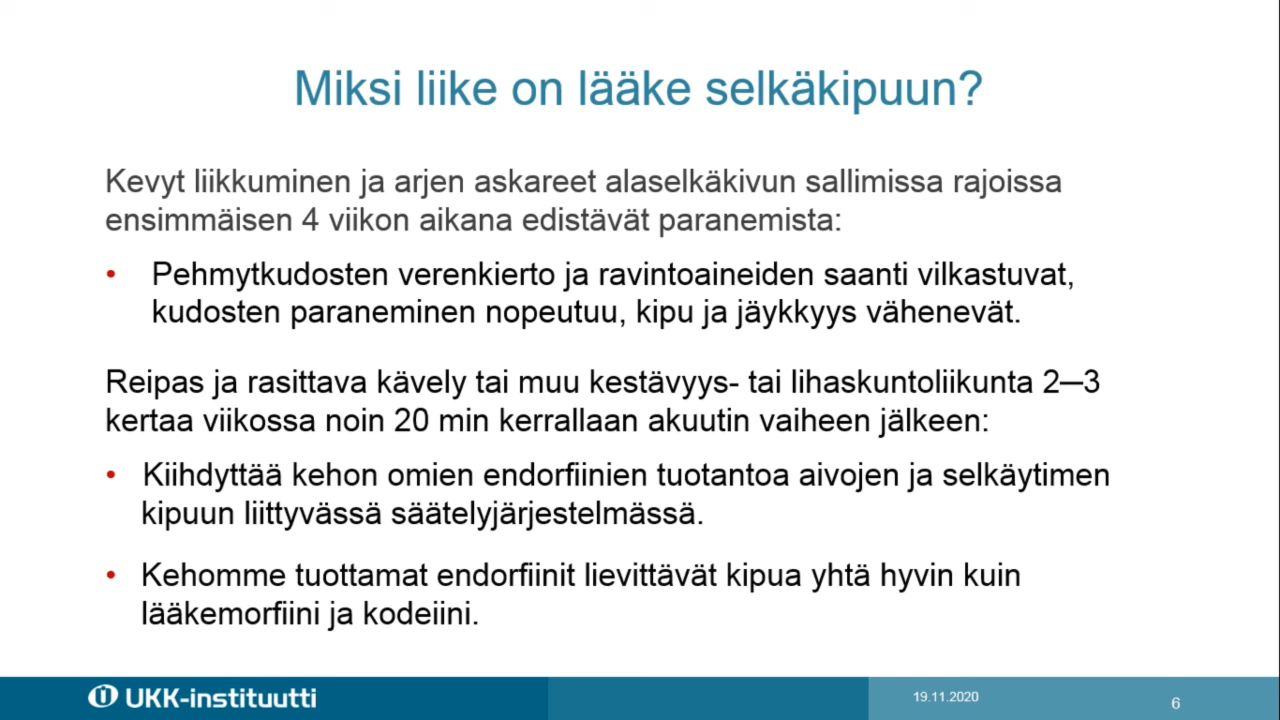 Miksi liike on lääke selkäkipuun?
Kevyt liikkuminen ja arjen askareet alaselkäkivun sallimissa rajoissa
ensimmäisen 4 viikon aikana edistävät paranemista:
• Pehmytkudosten verenkierto ja ravintoaineiden saanti vilkastuvat,
kudosten paraneminen nopeutuu, kipu ja jäykkyys vähenevät.
Reipas ja rasittava kävely tai muu kestävyys- tai lihaskuntoliikunta 2─3
kertaa viikossa noin 20 min kerrallaan akuutin vaiheen jälkeen:
• Kiihdyttää kehon omien endorfiinien tuotantoa aivojen ja selkäytimen
kipuun liittyvässä säätelyjärjestelmässä.
• Kehomme tuottamat endorfiinit lievittävät kipua yhtä hyvin kuin
lääkemorfiini ja kodeiini.
UKK-instituutti
19.11.2020
6